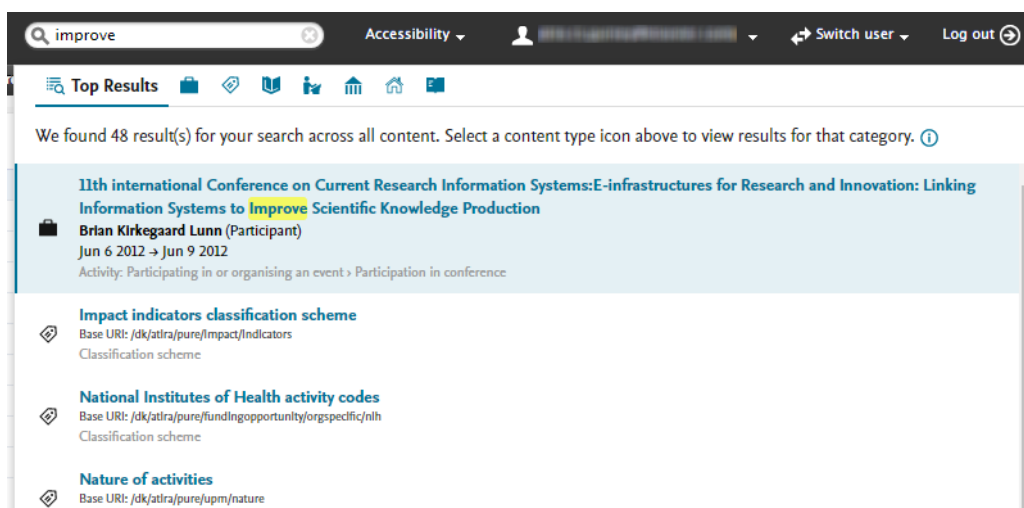 improve
Accessibility
Switch user
Log out
Top Results
We found 48 result(s) for your search across all content. Select a content type icon above to view results for that category.
11th international Conference on Current Research Information Systems:E-infrastructures for Research and Innovation: Linking
Information Systems to Improve Scientific Knowledge Production
Brian Kirkegaard Lunn (Participant)
Jun 6 2012 → Jun 9 2012
Activity: Participating in or organising an event › Participation in conference
Impact indicators classification scheme
Base URI: /dk/atira/pure/impact/indicators
Classification scheme
National Institutes of Health activity codes
Base URI: /dk/atira/pure/fundingopportunity/orgspecific/nih
Classification scheme
Nature of activities
Base URI: /dk/atira/pure/upm/nature